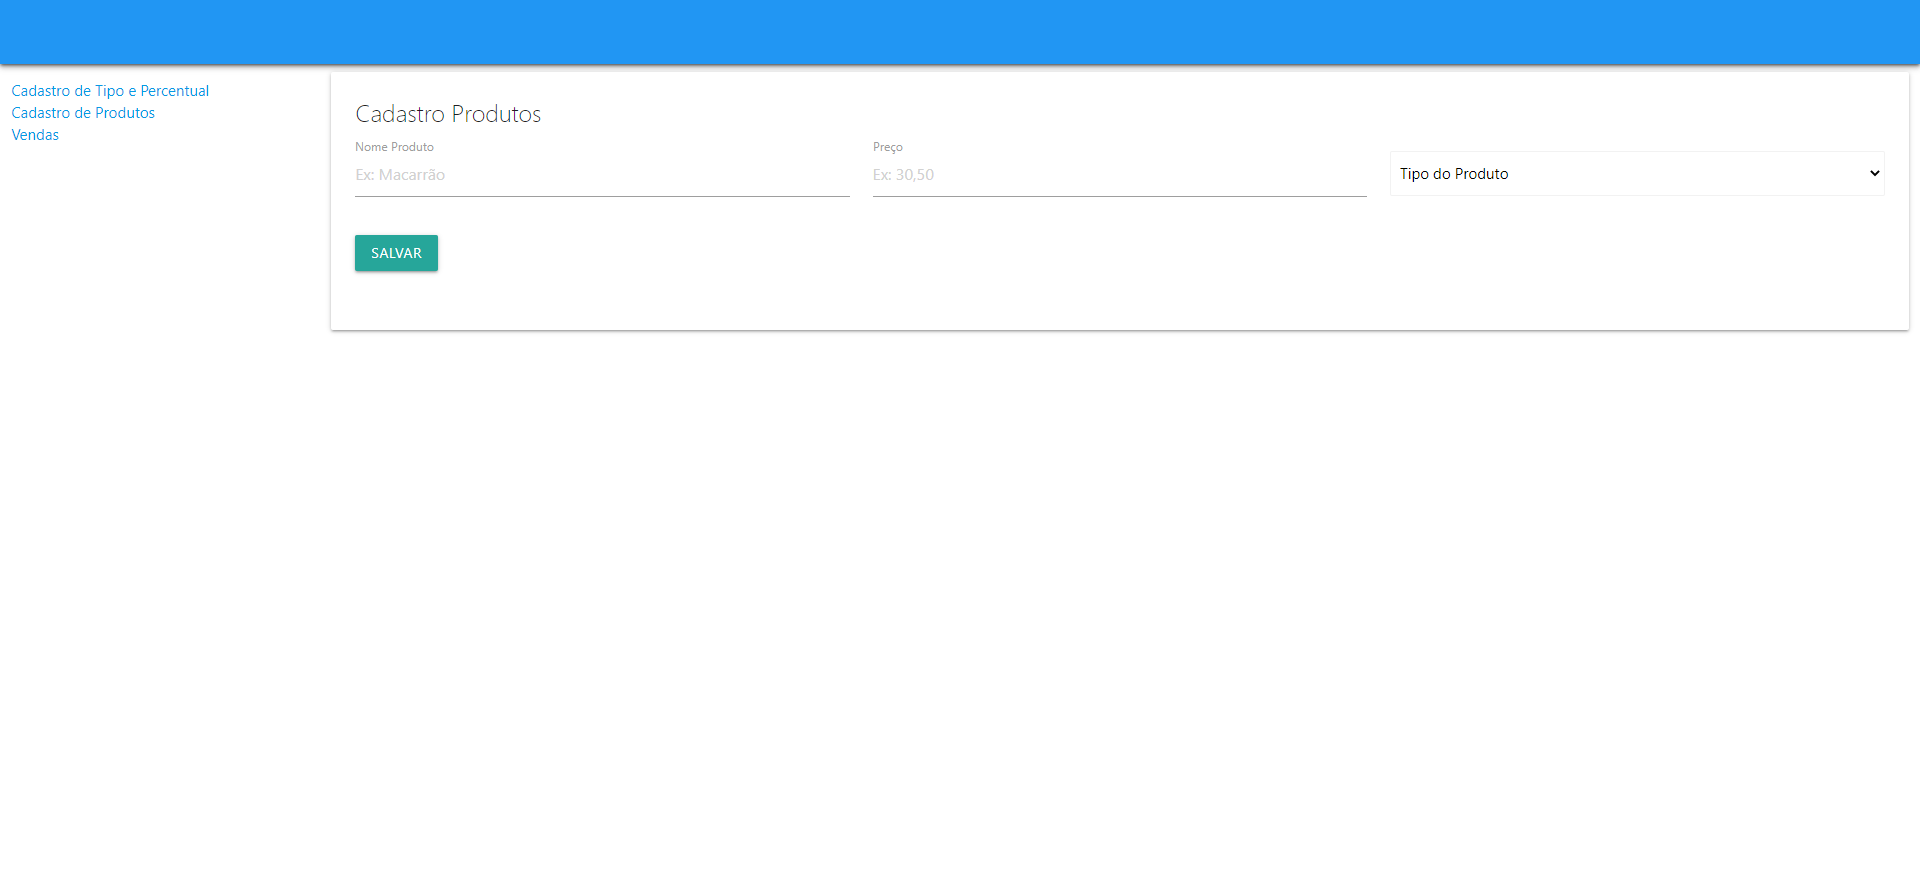 Cadastro de Tipo e Percentual
Cadastro de Produtos
Vendas
Cadastro Produtos
Nome Produto
Ex: Macarrão
Preço
Ex: 30,50
Tipo do Produto
SALVAR